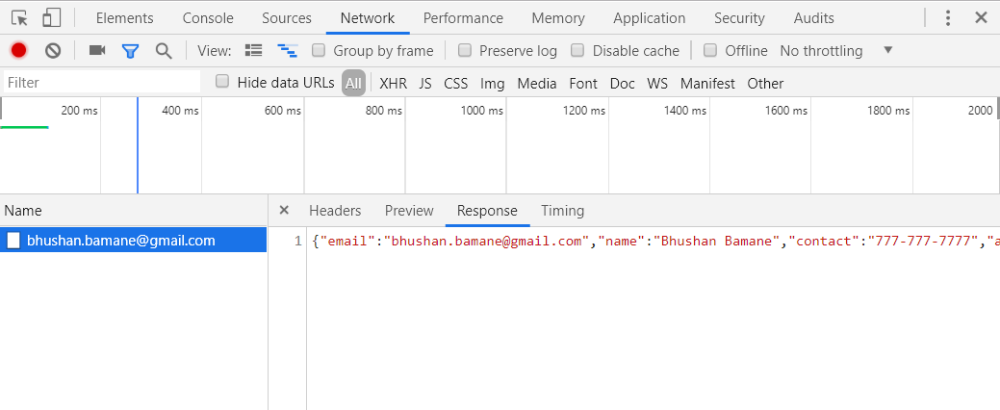 Elements Console Sources Network Performance Memory Application Security Audits
View: Group by frame Preserve log Disable cache Offline No throttling
Filter Hide data URLs All XHR JS CSS Img Media Font Doc WS Manifest Other
200 ms 400 ms 600 ms 800 ms 1000 ms 1200 ms 1400 ms 1600 ms 1800 ms 2000
Name Headers Preview Response Timing
bhushan.bamane@gmail.com 1 {"email":"bhushan.bamane@gmail.com","name":"Bhushan Bamane","contact":"777-777-7777","a